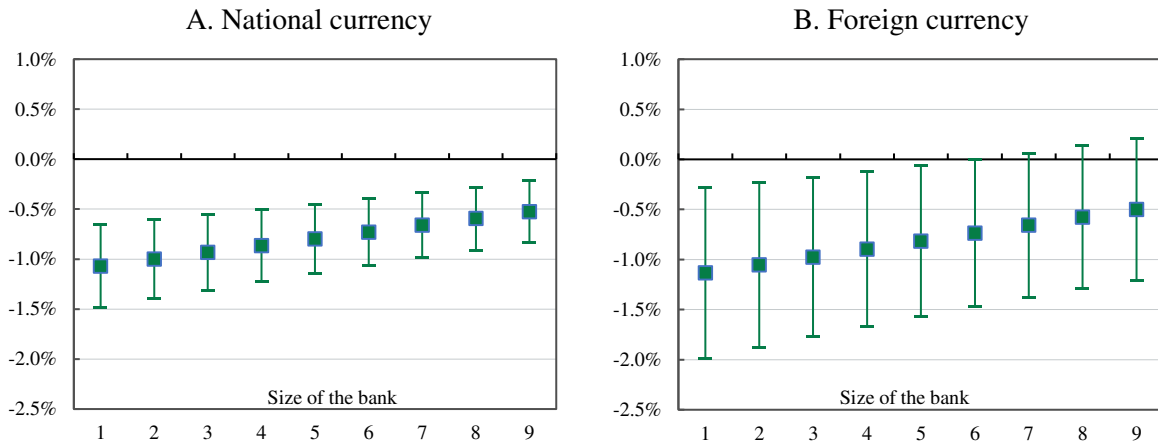 A. National currency
1.0%
0.5%
0.0%
-0.5%
-1.0%
-1.5%
-2.0%
-2.5%
Size of the bank
1 2 3 4 5 6 7 8 9
B. Foreign currency
1.0%
0.5%
0.0%
-0.5%
-1.0%
-1.5%
-2.0%
-2.5%
Size of the bank
1 2 3 4 5 6 7 8 9